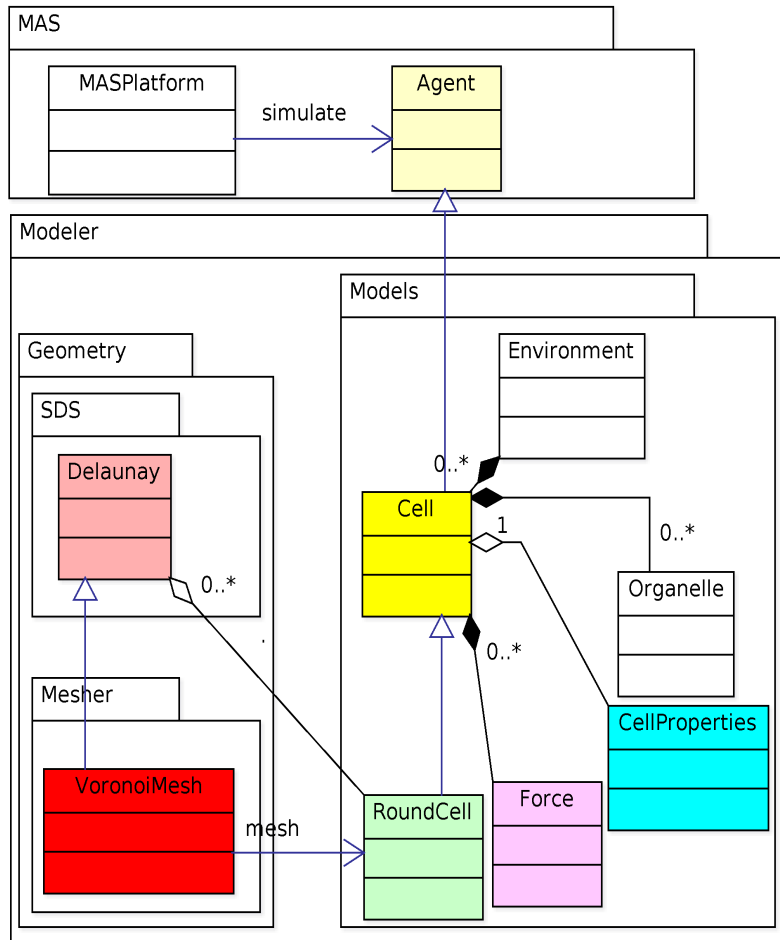 MAS
MASPlatform
simulate
Agent
Modeler
Models
Geometry
Environment
SDS
Delaunay
0..*
Cell
1
0..*
0..*
Organelle
0..*
Mesher
CellProperties
VoronoiMesh
mesh
RoundCell
Force